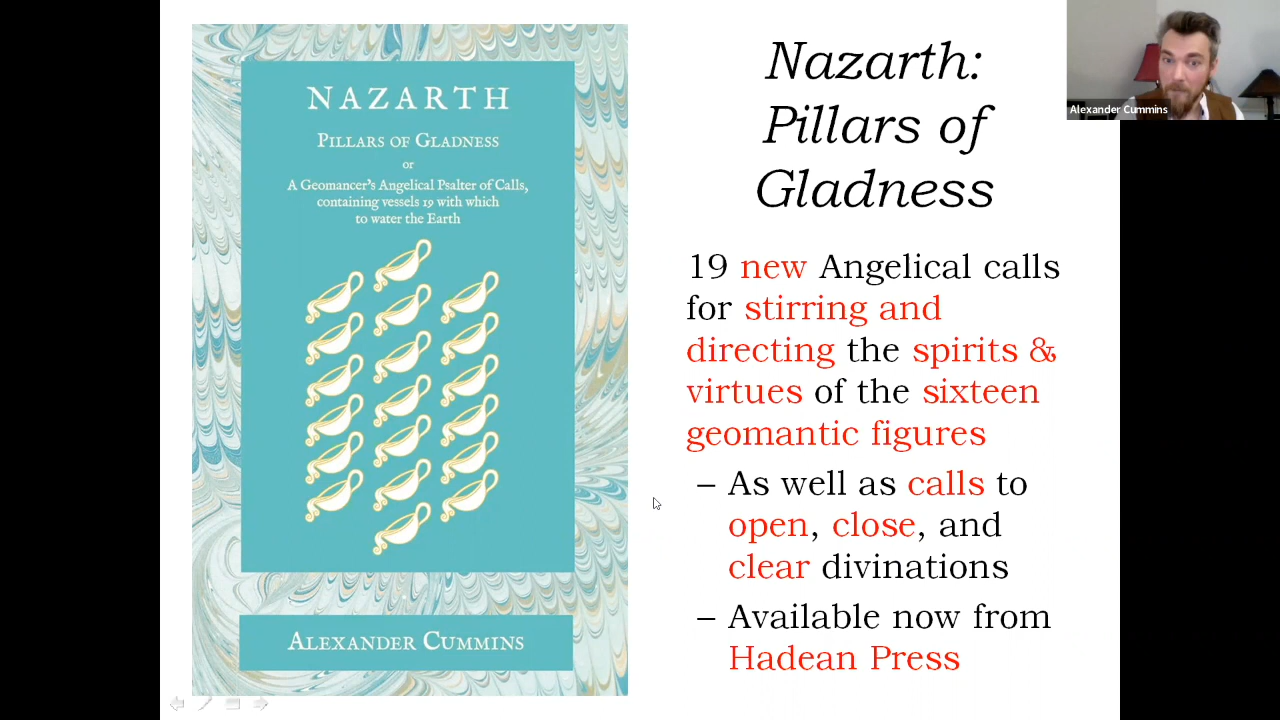 NAZARTH
PILLARS OF GLADNESS
or
A Geomancer's Angelical Psalter of Calls,
containing vessels 19 with which
to water the Earth
ALEXANDER CUMMINS
Nazarth:
Pillars of
Gladness
19 new Angelical calls
for stirring and
directing the spirits &
virtues of the sixteen
geomantic figures
– As well as calls to
open, close, and
clear divinations
– Available now from
Hadean Press
Alexander Cummins